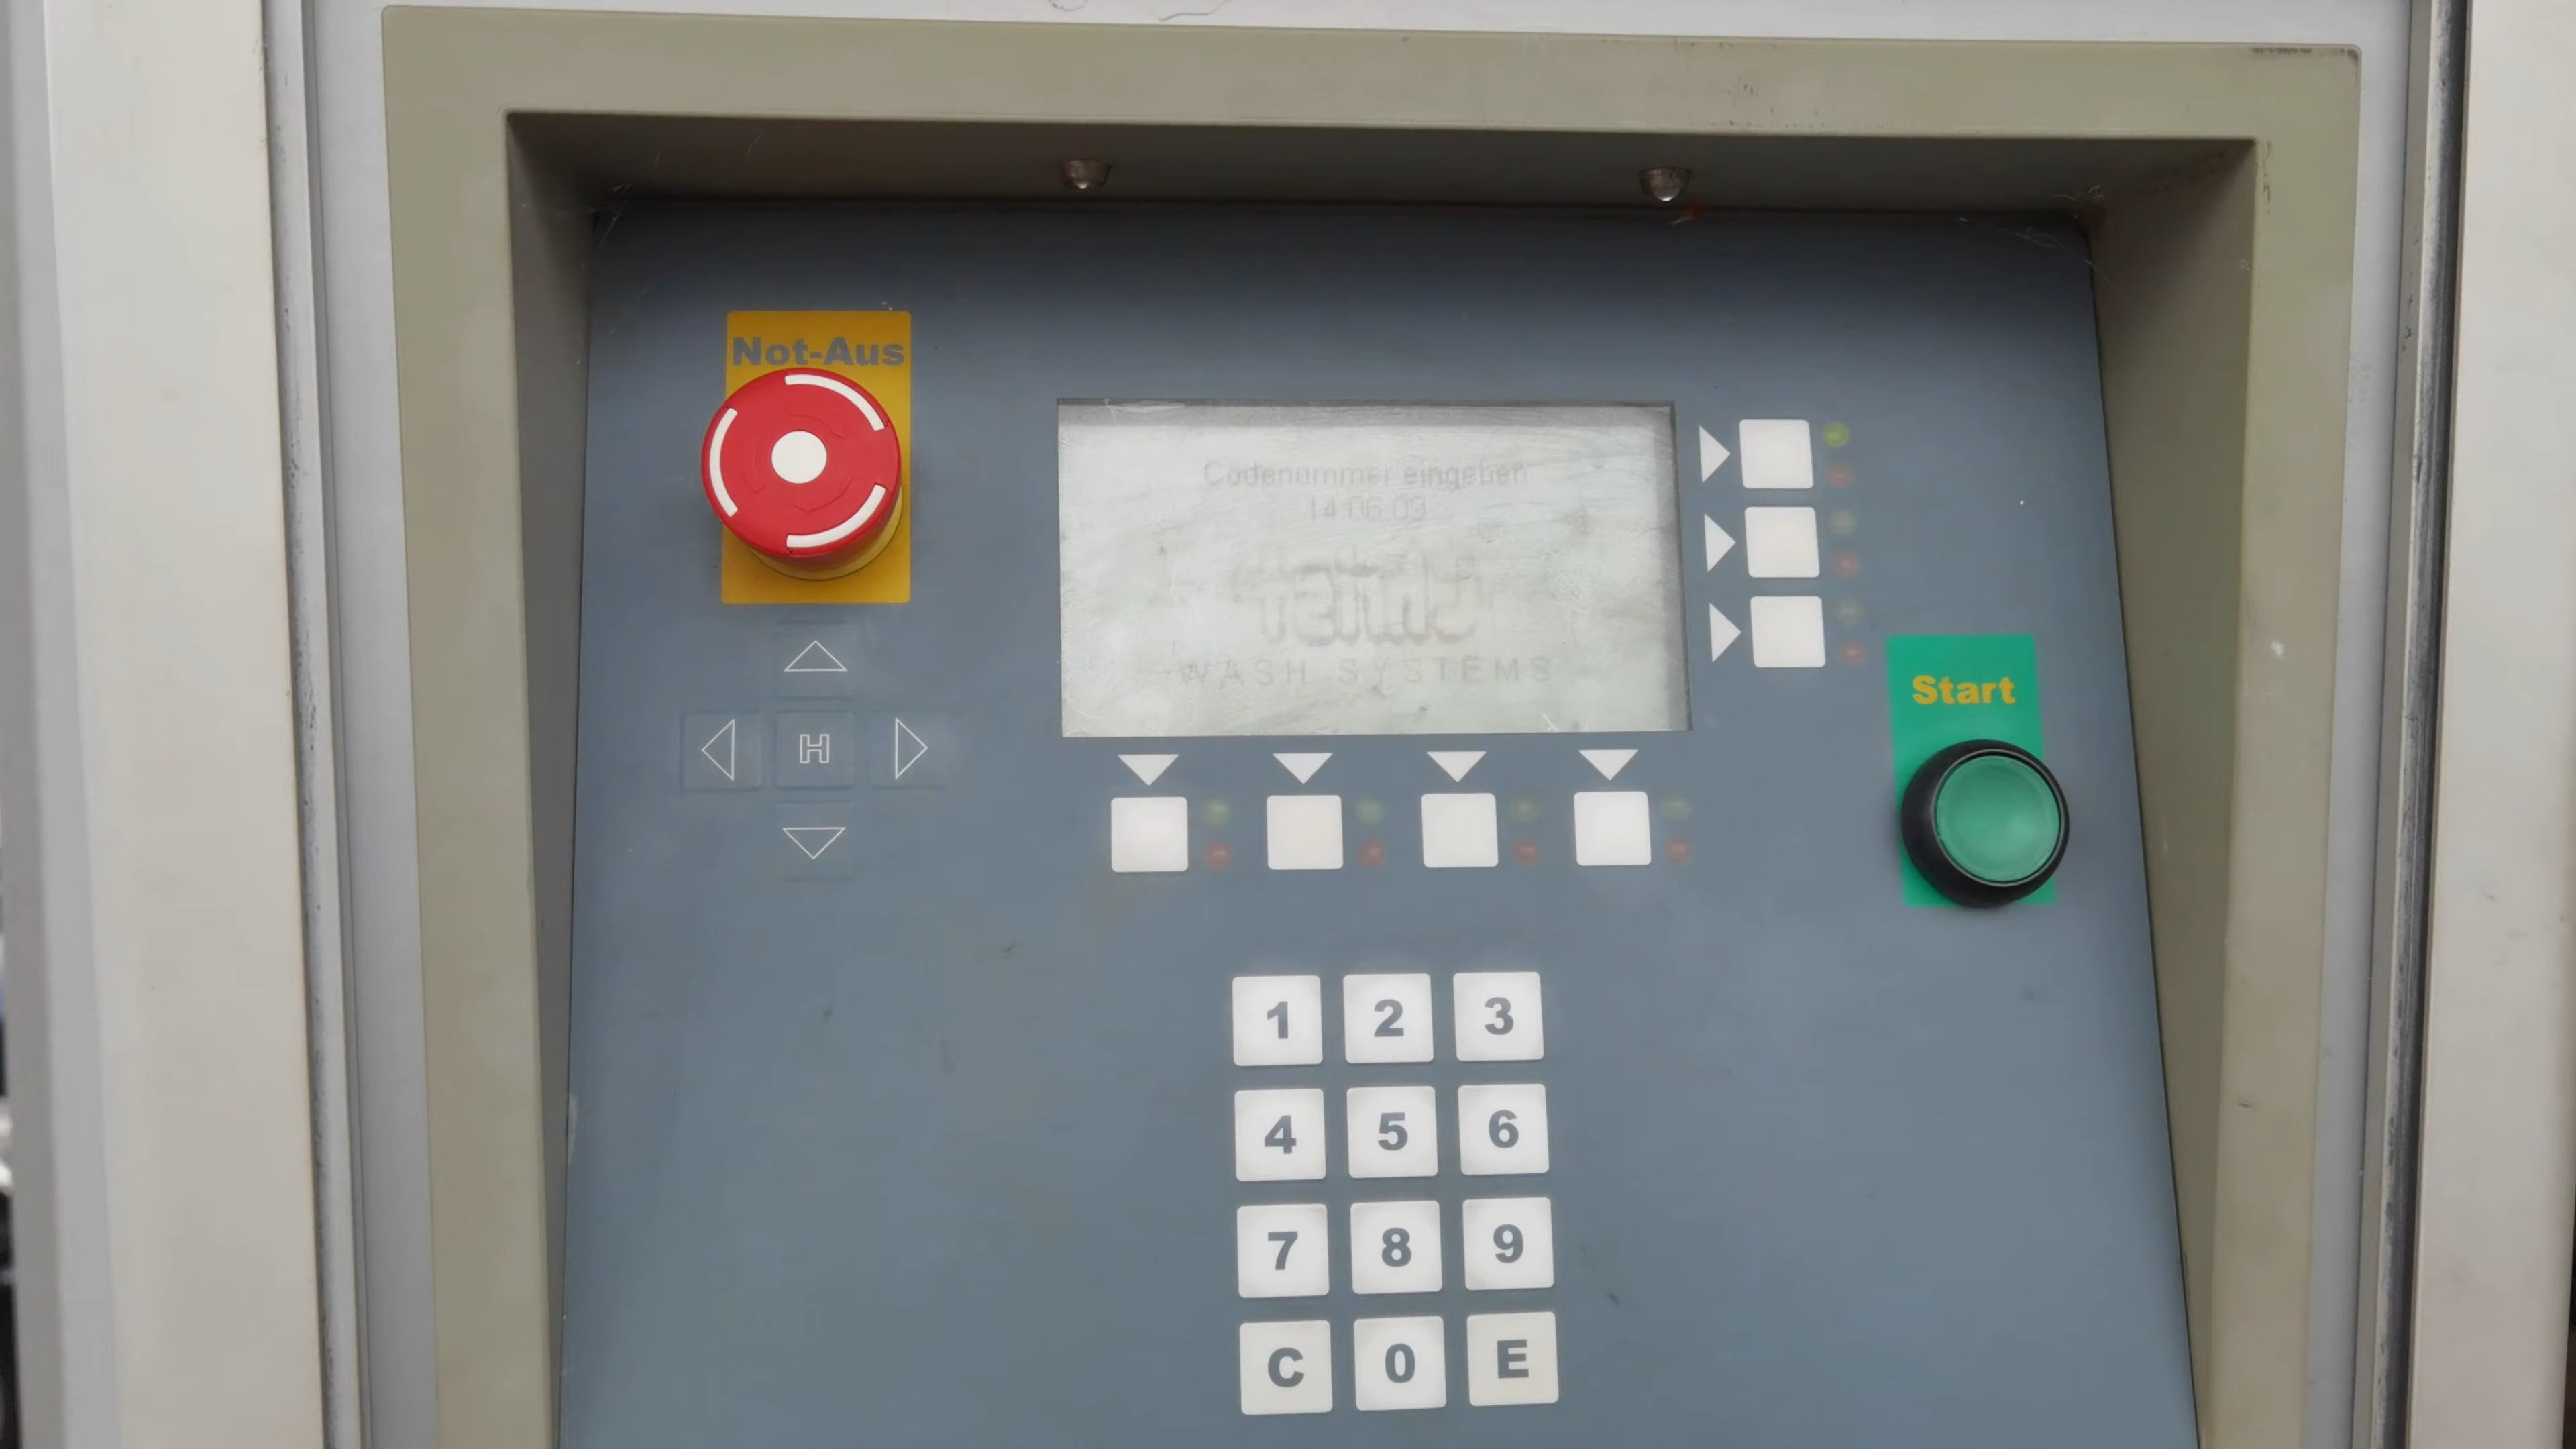 Not-Aus
Codenummer eingeben
14:06:09
WASH SYSTEMS
H
Start
1 2 3
4 5 6
7 8 9
C 0 E